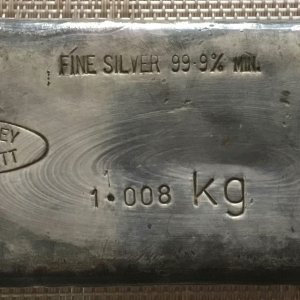 FINE SILVER 99.9% MIN.
1.008 kg